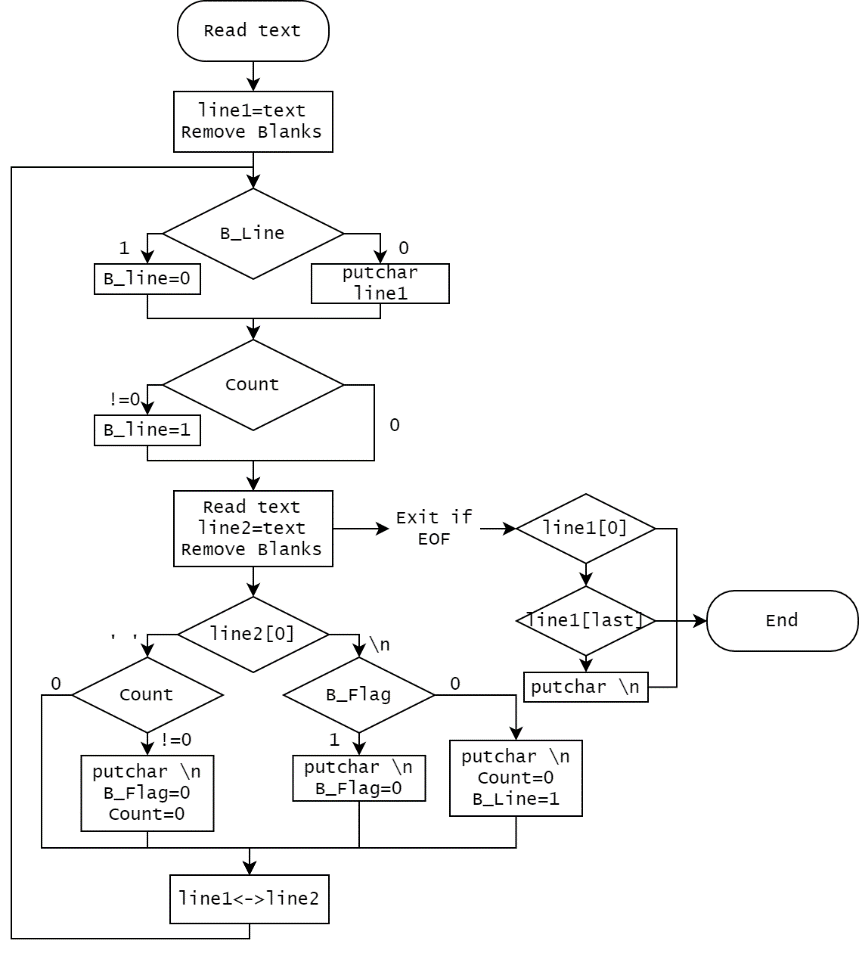 Read text
line1=text
Remove Blanks
B_Line
1
0
B_line=0
putchar
line1
Count
!=0
0
B_line=1
Read text
line2=text
Remove Blanks
Exit if
EOF
line1[0]
line1[last]
End
putchar \n
line2[0]
' '
\n
Count
0
!=0
B_Flag
0
1
putchar \n
B_Flag=0
Count=0
putchar \n
B_Flag=0
putchar \n
Count=0
B_Line=1
line1<->line2